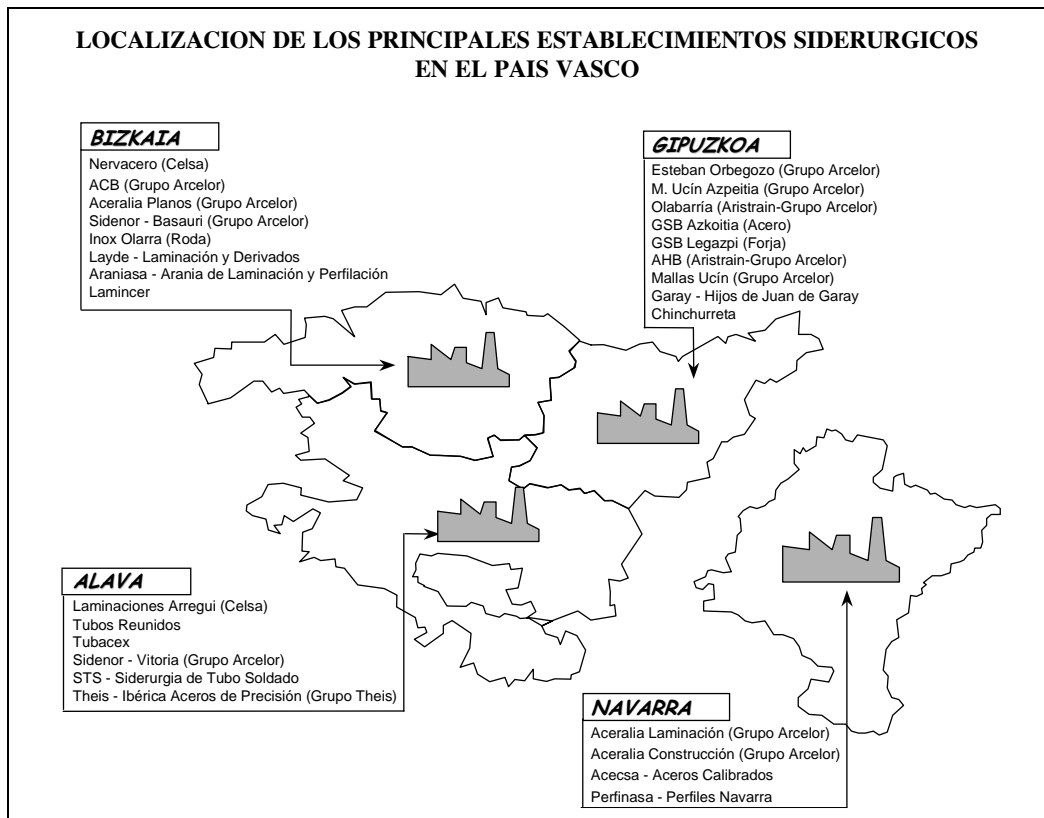 LOCALIZACION DE LOS PRINCIPALES ESTABLECIMIENTOS SIDERURGICOS
EN EL PAIS VASCO
BIZKAIA
Nervacero (Celsa)
ACB (Grupo Arcelor)
Aceralia Planos (Grupo Arcelor)
Sidenor - Basauri (Grupo Arcelor)
Inox Olarra (Roda)
Layde - Laminación y Derivados
Araniasa - Arania de Laminación y Perfilación
Lamincer
GIPUZKOA
Esteban Orbegozo (Grupo Arcelor)
M. Ucín Azpeitia (Grupo Arcelor)
Olabarría (Aristrain-Grupo Arcelor)
GSB Azkoitia (Acero)
GSB Legazpi (Forja)
AHB (Aristrain-Grupo Arcelor)
Mallas Ucín (Grupo Arcelor)
Garay - Hijos de Juan de Garay
Chinchurreta
ALAVA
Laminaciones Arregui (Celsa)
Tubos Reunidos
Tubacex
Sidenor - Vitoria (Grupo Arcelor)
STS - Siderurgia de Tubo Soldado
Theis - Ibérica Aceros de Precisión (Grupo Theis)
NAVARRA
Aceralia Laminación (Grupo Arcelor)
Aceralia Construcción (Grupo Arcelor)
Acecsa - Aceros Calibrados
Perfinasa - Perfiles Navarra